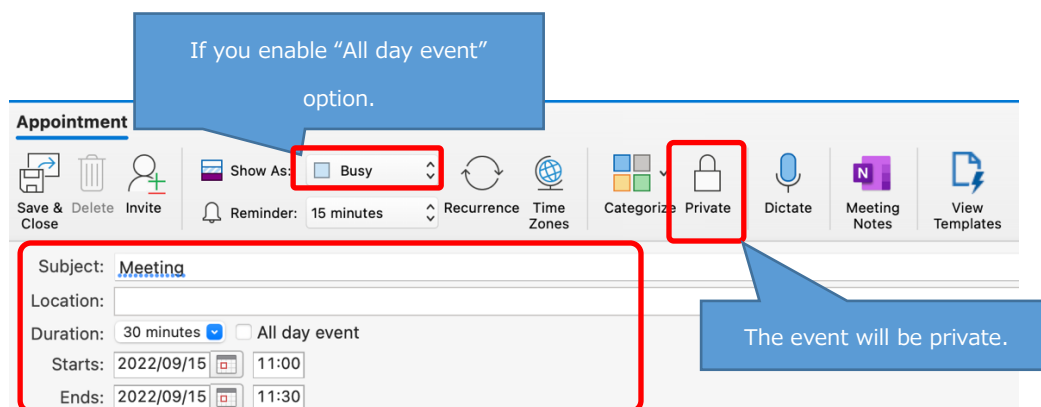 If you enable “All day event”
option.
Appointment
Show As: Busy
Reminder: 15 minutes
Save & Close
Delete
Invite
Recurrence
Time Zones
Categorize
Private
Dictate
N
Meeting Notes
View Templates
Subject: Meeting
Location:
Duration: 30 minutes All day event
Starts: 2022/09/15 11:00
Ends: 2022/09/15 11:30
The event will be private.